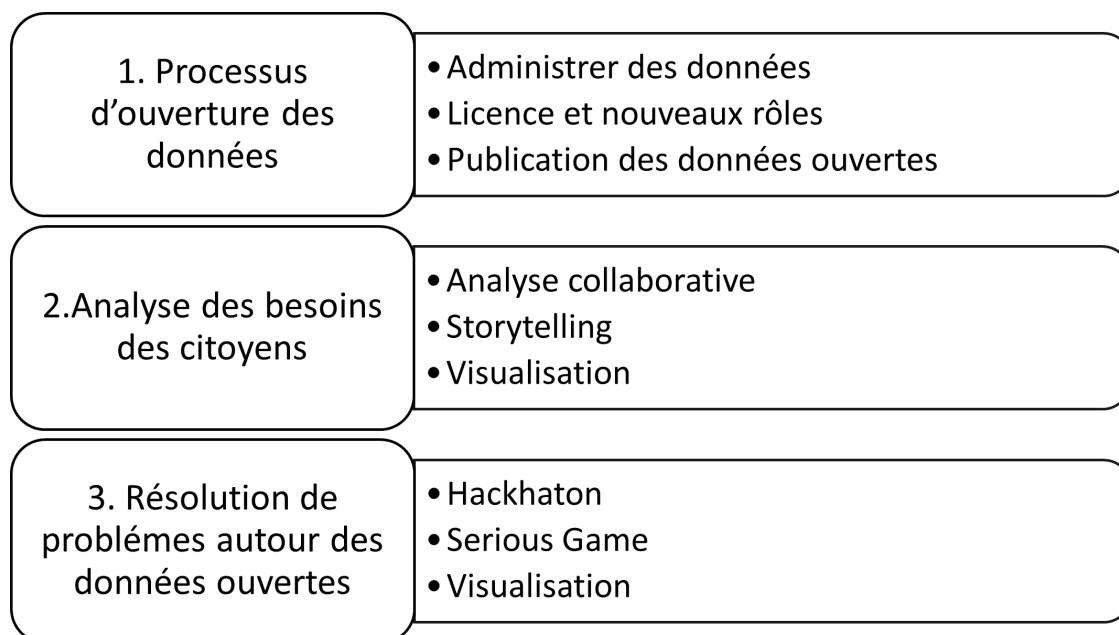 1. Processus
d’ouverture des
données
•Administrer des données
•Licence et nouveaux rôles
•Publication des données ouvertes
2.Analyse des besoins
des citoyens
•Analyse collaborative
•Storytelling
•Visualisation
3. Résolution de
problémes autour des
données ouvertes
•Hackhaton
•Serious Game
•Visualisation